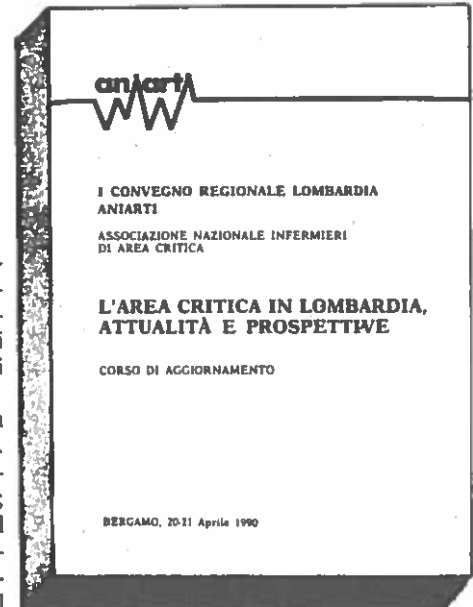 aniarti
I CONVEGNO REGIONALE LOMBARDIA
ANIARTI
ASSOCIAZIONE NAZIONALE INFERMIERI
DI AREA CRITICA
L'AREA CRITICA IN LOMBARDIA,
ATTUALITÀ E PROSPETTIVE
CORSO DI AGGIORNAMENTO
BERGAMO, 20-21 Aprile 1990